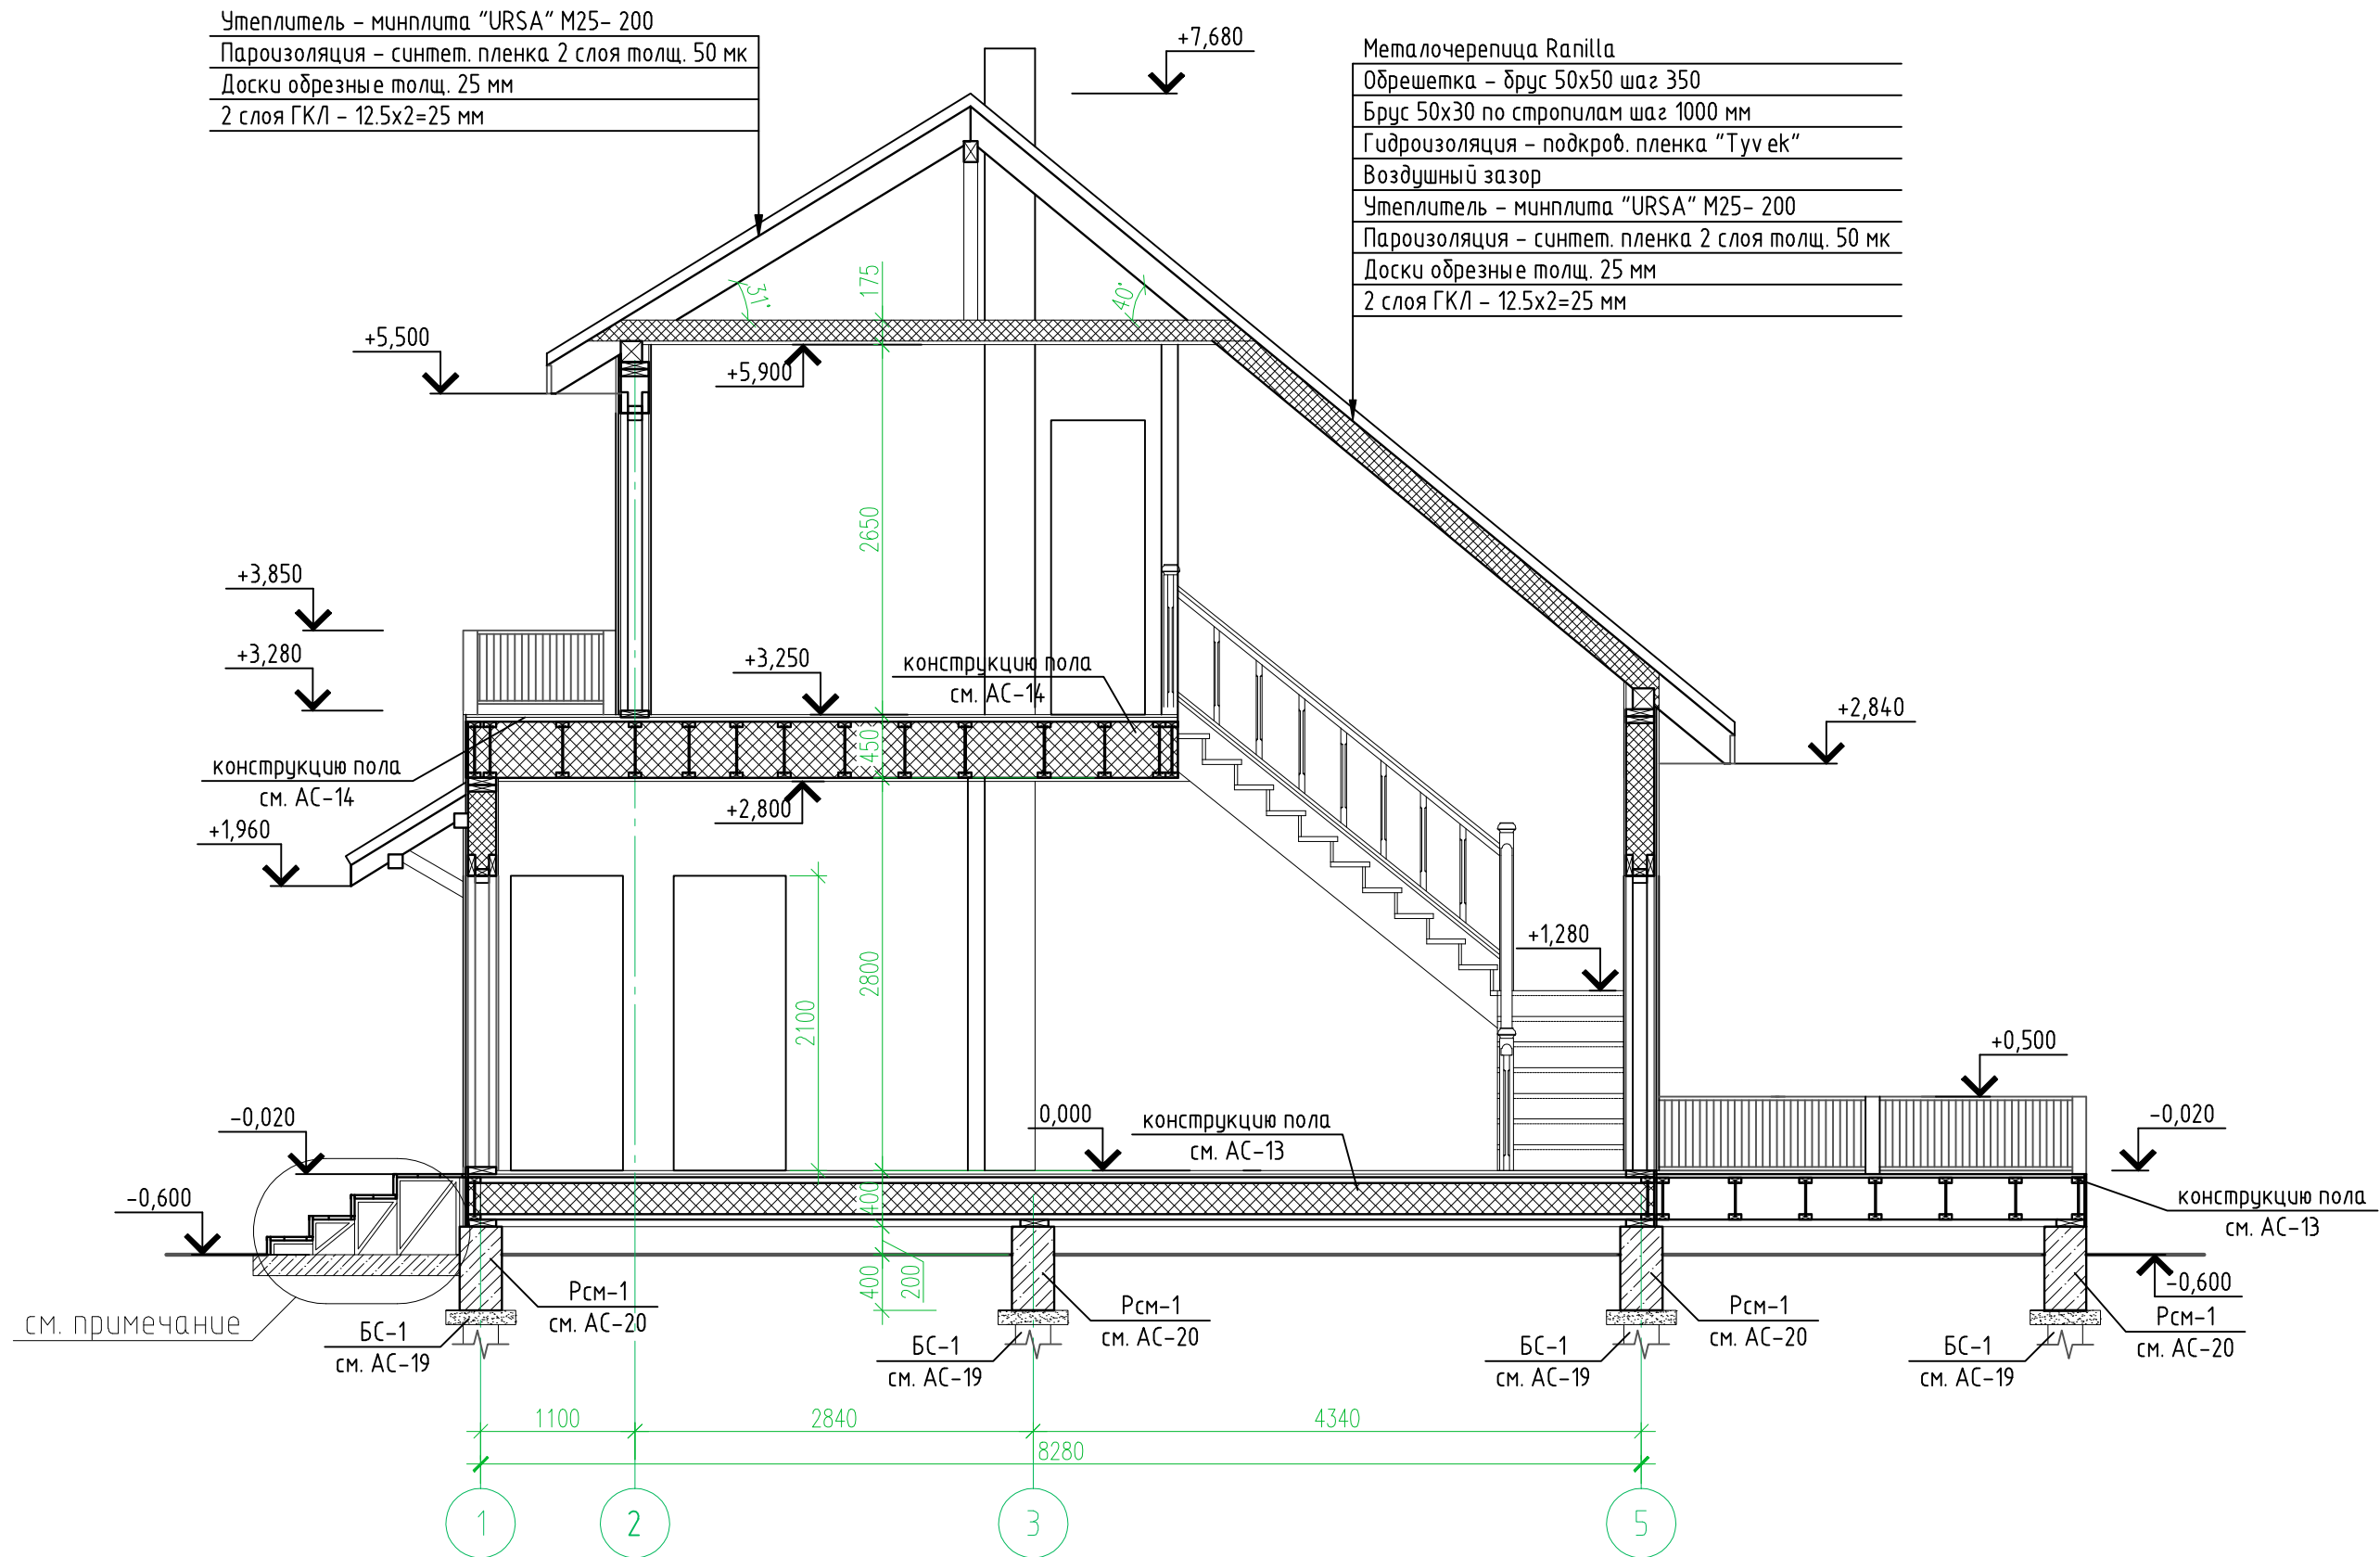 Утеплитель – минплита "URSA" М25- 200
Пароизоляция – синтет. пленка 2 слоя толщ. 50 мк
Доски обрезные толщ. 25 мм
2 слоя ГКЛ – 12.5х2=25 мм
+7,680
Металочерепица Ranilla
Обрешетка – брус 50х50 шаг 350
Брус 50х30 по стропилам шаг 1000 мм
Гидроизоляция – подкров. пленка "Tyvek"
Воздушный зазор
Утеплитель – минплита "URSA" М25- 200
Пароизоляция – синтет. пленка 2 слоя толщ. 50 мк
Доски обрезные толщ. 25 мм
2 слоя ГКЛ – 12.5х2=25 мм
31°
175
40°
+5,500
+5,900
2650
+3,850
+3,280
+3,250
конструкцию пола
см. АС-14
+2,840
450
конструкцию пола
см. АС-14
+2,800
+1,960
+1,280
2800
2100
+0,500
-0,020
0,000
конструкцию пола
см. АС-13
-0,020
-0,600
400
конструкцию пола
см. АС-13
400
200
-0,600
см. примечание
Рсм-1
см. АС-20
БС-1
см. АС-19
Рсм-1
см. АС-20
БС-1
см. АС-19
Рсм-1
см. АС-20
БС-1
см. АС-19
Рсм-1
см. АС-20
БС-1
см. АС-19
1100
2840
4340
8280
1
2
3
5